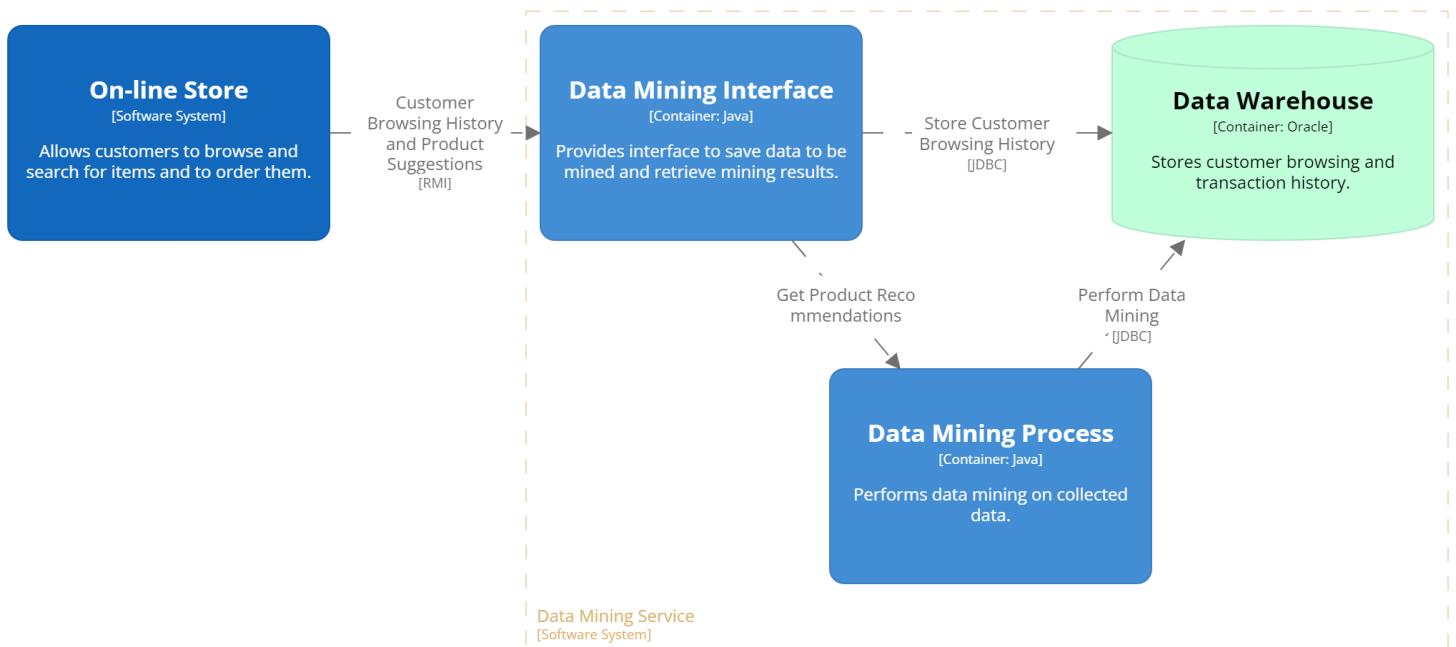 On-line Store
[Software System]
Allows customers to browse and
search for items and to order them.
Customer
Browsing History
and Product
Suggestions
[RMI]
Data Mining Interface
[Container: Java]
Provides interface to save data to be
mined and retrieve mining results.
Store Customer
Browsing History
[JDBC]
Data Warehouse
[Container: Oracle]
Stores customer browsing and
transaction history.
Get Product Reco
mmendations
Perform Data
Mining
[JDBC]
Data Mining Process
[Container: Java]
Performs data mining on collected
data.
Data Mining Service
[Software System]